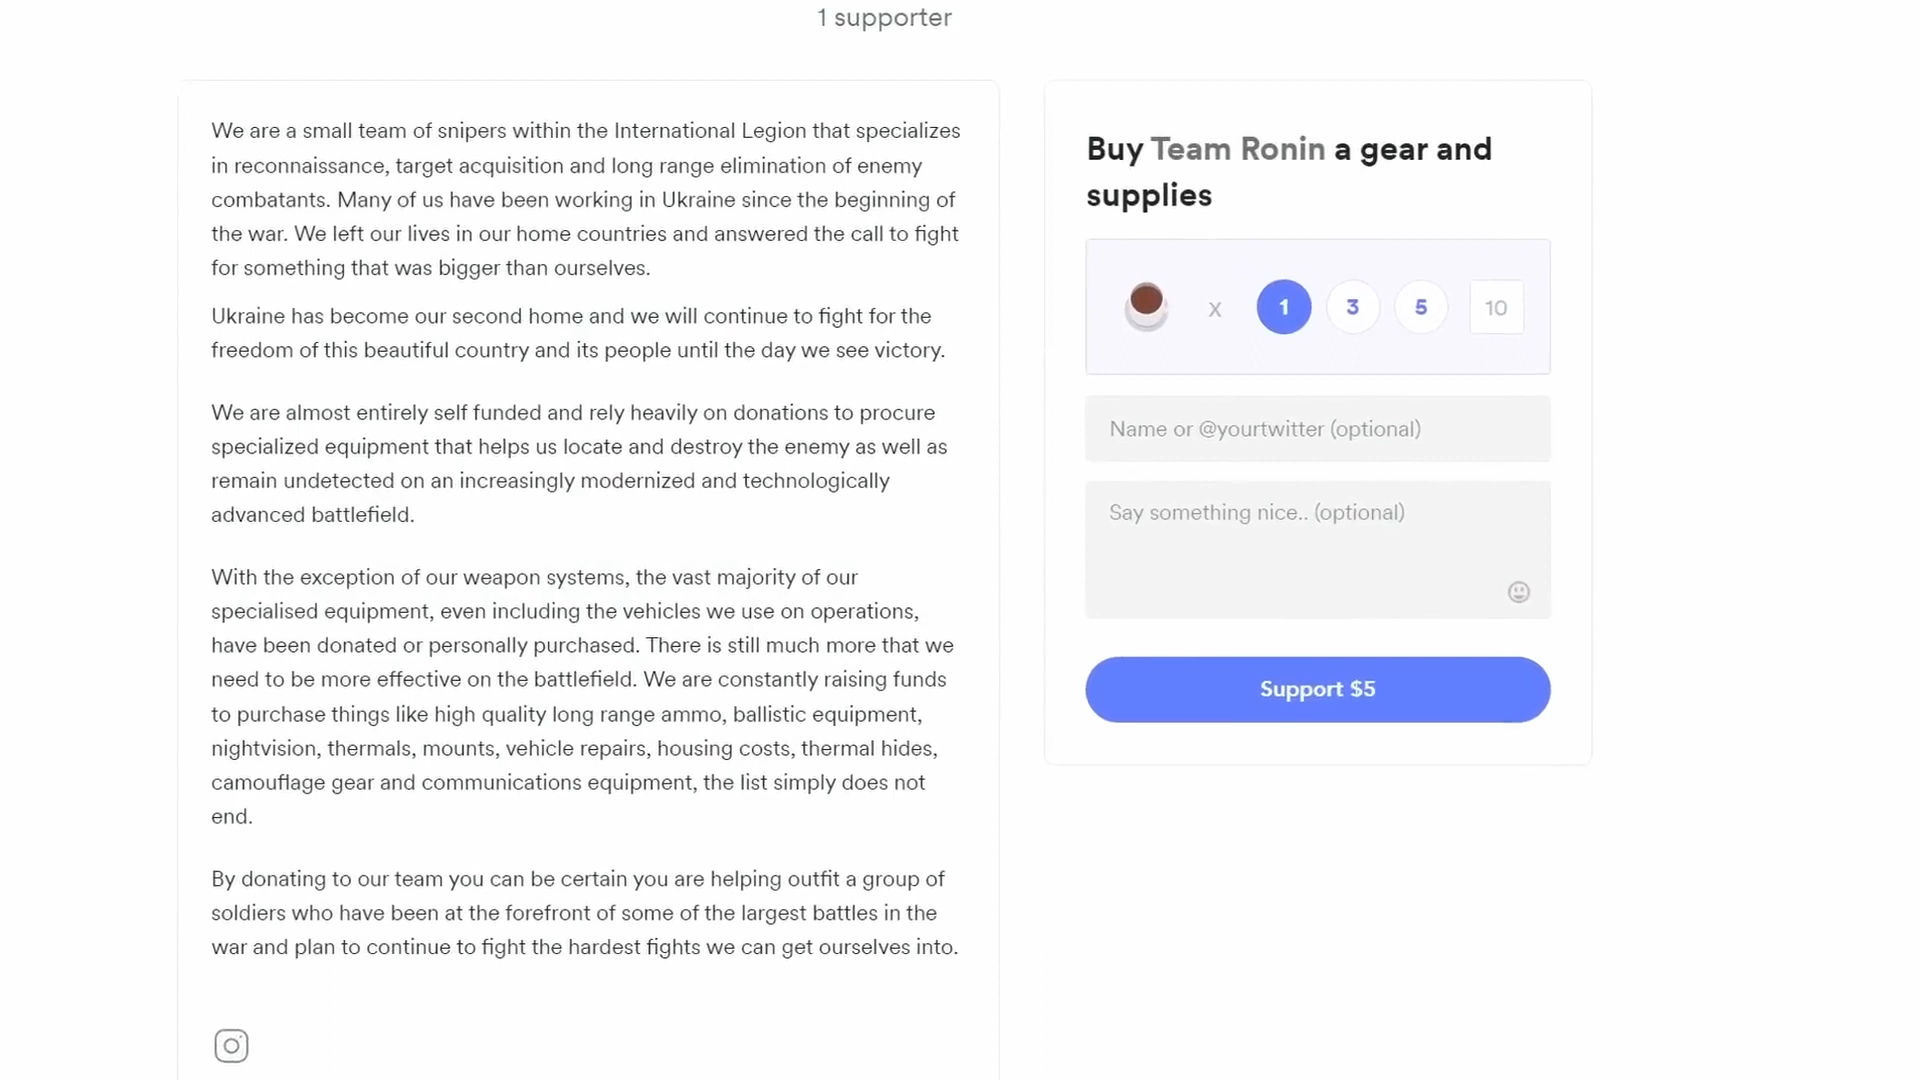 1 supporter
We are a small team of snipers within the International Legion that specializes
in reconnaissance, target acquisition and long range elimination of enemy
combatants. Many of us have been working in Ukraine since the beginning of
the war. We left our lives in our home countries and answered the call to fight
for something that was bigger than ourselves.
Ukraine has become our second home and we will continue to fight for the
freedom of this beautiful country and its people until the day we see victory.
We are almost entirely self funded and rely heavily on donations to procure
specialized equipment that helps us locate and destroy the enemy as well as
remain undetected on an increasingly modernized and technologically
advanced battlefield.
With the exception of our weapon systems, the vast majority of our
specialised equipment, even including the vehicles we use on operations,
have been donated or personally purchased. There is still much more that we
need to be more effective on the battlefield. We are constantly raising funds
to purchase things like high quality long range ammo, ballistic equipment,
nightvision, thermals, mounts, vehicle repairs, housing costs, thermal hides,
camouflage gear and communications equipment, the list simply does not
end.
By donating to our team you can be certain you are helping outfit a group of
soldiers who have been at the forefront of some of the largest battles in the
war and plan to continue to fight the hardest fights we can get ourselves into.
Buy Team Ronin a gear and
supplies
x 1 3 5 10
Name or @yourtwitter (optional)
Say something nice.. (optional)
Support $5